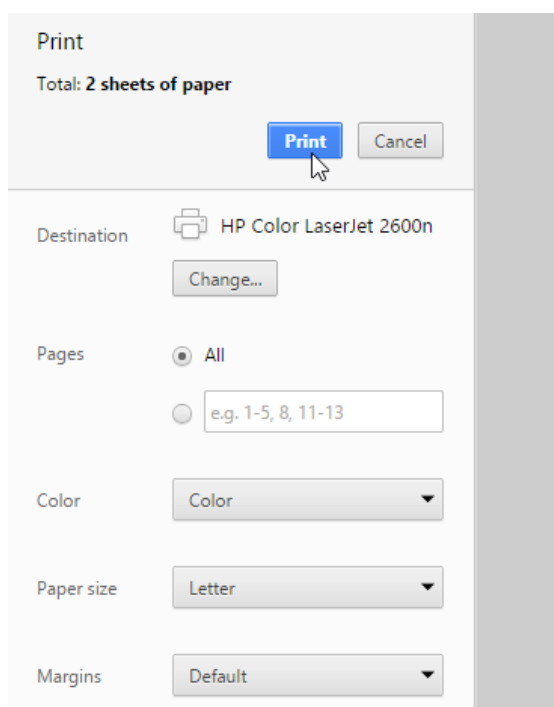 Print
Total: 2 sheets of paper
Print Cancel
Destination HP Color LaserJet 2600n
Change...
Pages All
e.g. 1-5, 8, 11-13
Color Color
Paper size Letter
Margins Default